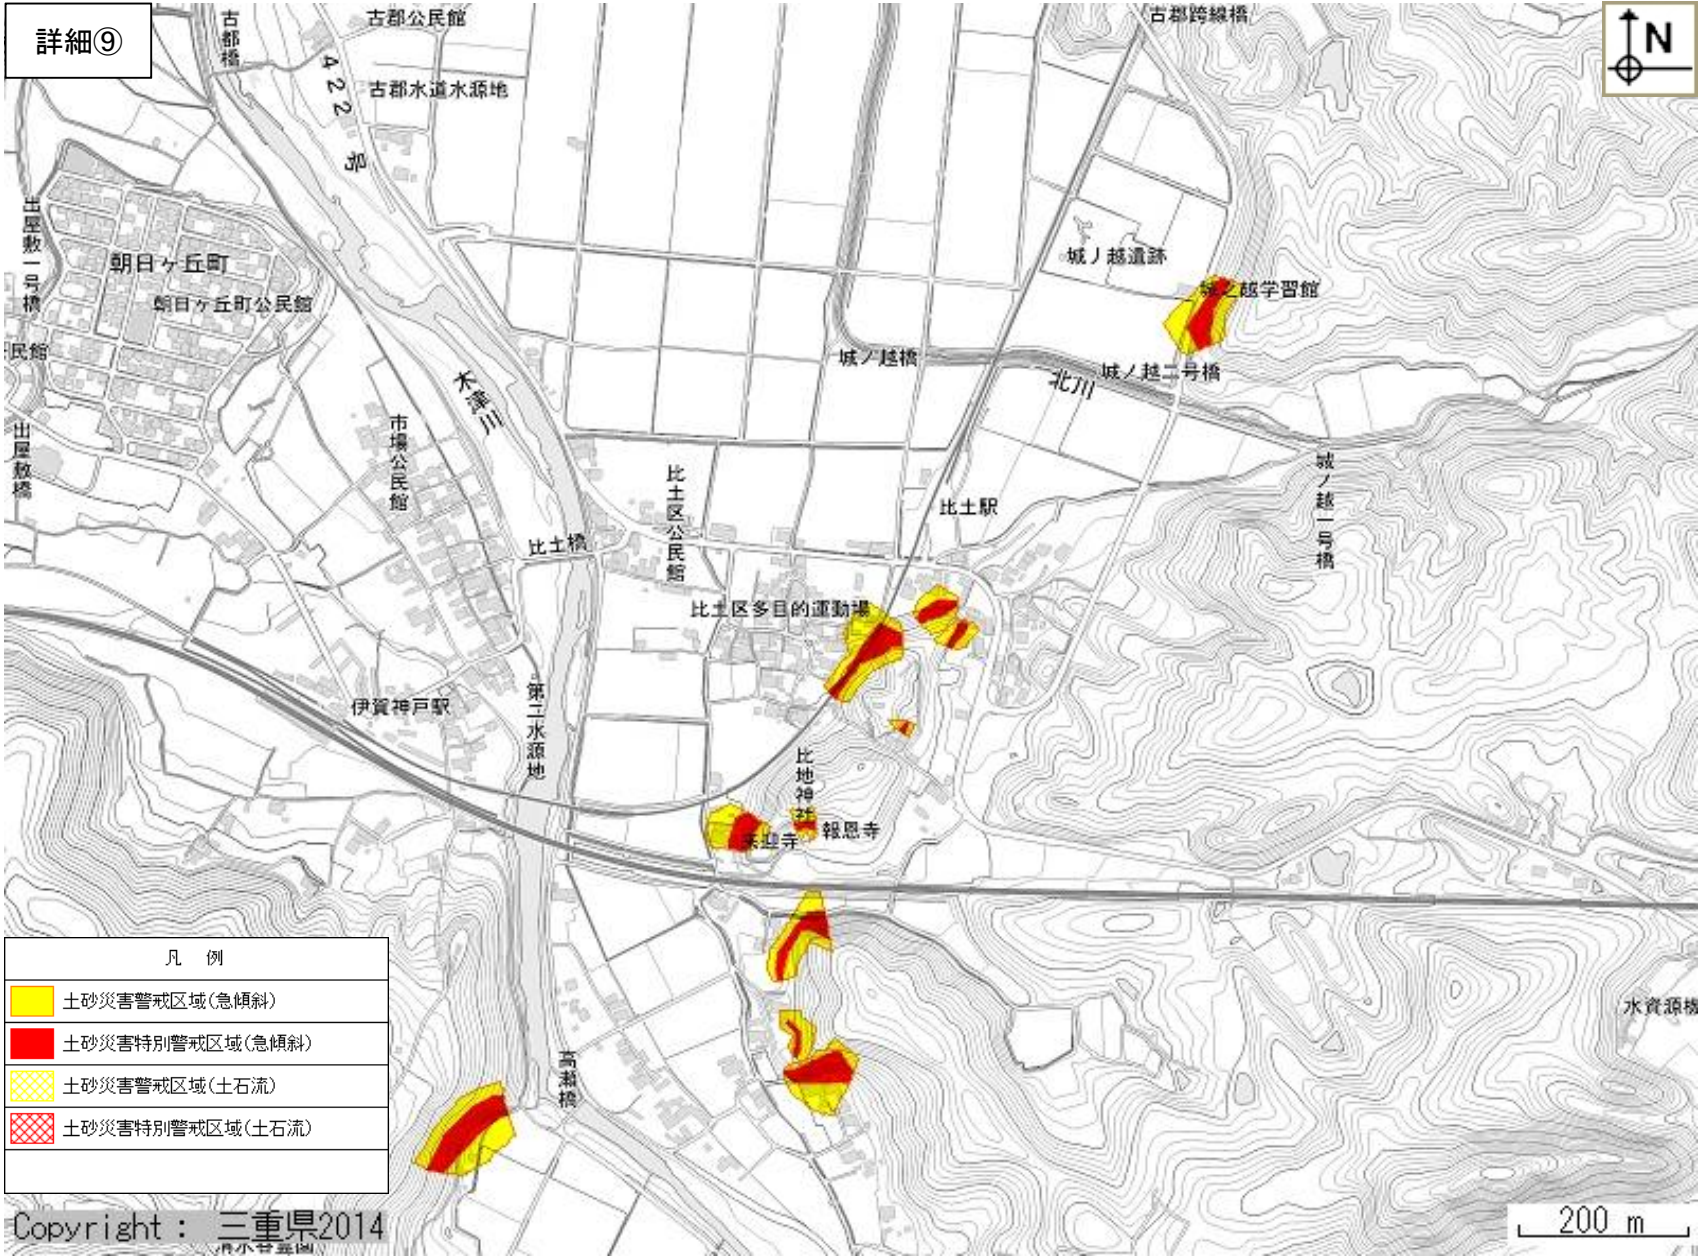 詳細⑨
N
古都橋
古郡公民館
古郡跨線橋
422号
古郡水道水源地
出屋敷一号橋
朝日ヶ丘町
朝日ヶ丘町公民館
民館
城ノ越遺跡
城之越学習館
城ノ越橋
北川
城ノ越二号橋
木津川
市場公民館
出屋敷橋
比土区公民館
比土駅
城ノ越一号橋
比土橋
比土区多目的運動場
伊賀神戸駅
第二水源地
比地神社
来迎寺
報恩寺
水資源機
高瀬橋
凡 例
土砂災害警戒区域(急傾斜)
土砂災害特別警戒区域(急傾斜)
土砂災害警戒区域(土石流)
土砂災害特別警戒区域(土石流)
Copyright : 三重県2014
200 m